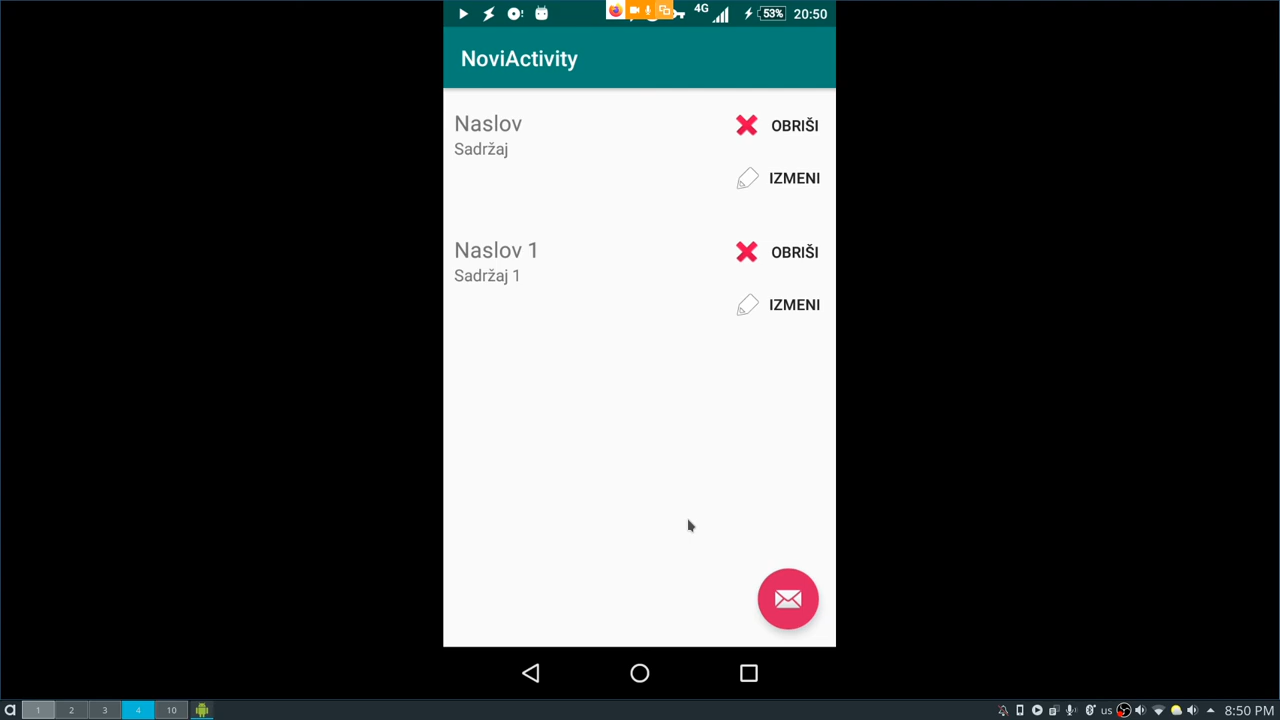 4G 53% 20:50
NoviActivity
Naslov
Sadržaj
OBRIŠI
IZMENI
Naslov 1
Sadržaj 1
OBRIŠI
IZMENI
1 2 3 4 10 us 8:50 PM